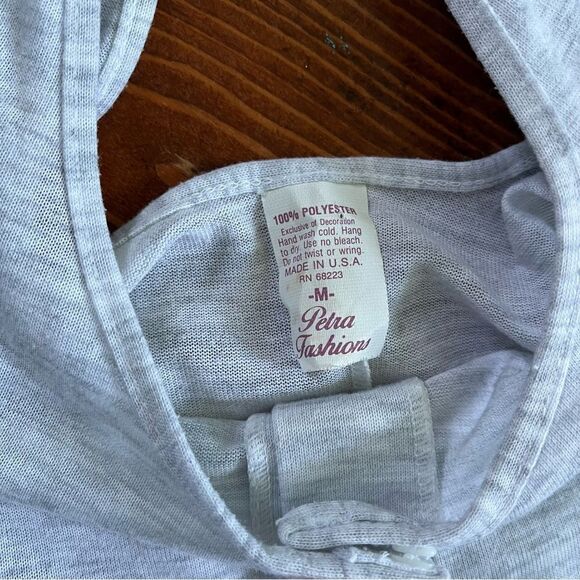 100% POLYESTER
Exclusive of Decoration
Hand wash cold. Hang
to dry. Use no bleach.
Do not twist or wring.
MADE IN U.S.A.
RN 68223
-M-
Petra
Fashions